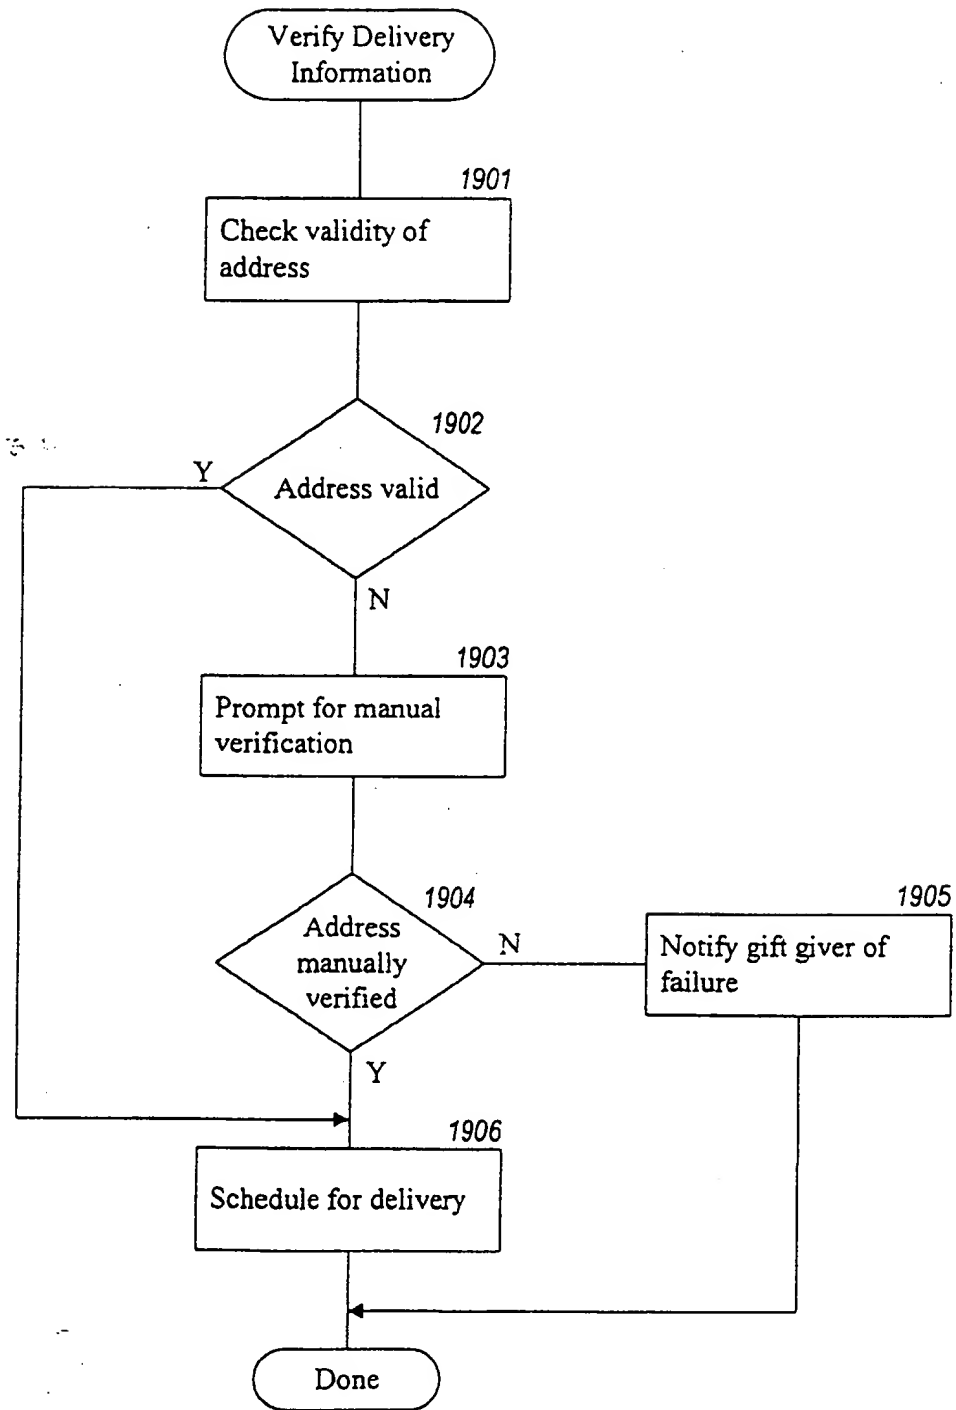 Verify Delivery
Information
1901
Check validity of
address
1902
Y
Address valid
N
1903
Prompt for manual
verification
1904
Address
manually
verified
N
1905
Notify gift giver of
failure
Y
1906
Schedule for delivery
Done